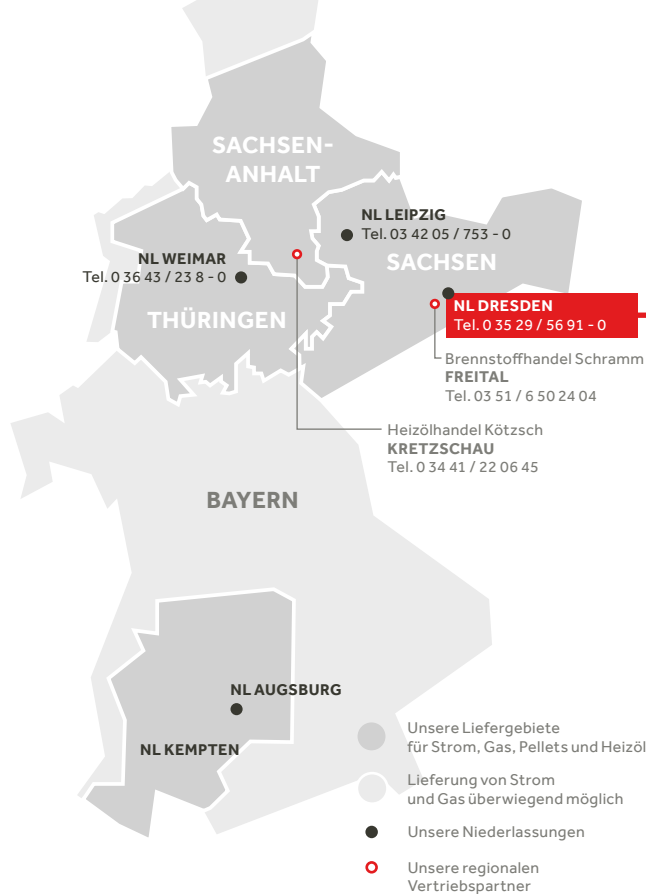 SACHSEN-
ANHALT
NL LEIPZIG
Tel. 03 42 05 / 753 - 0
NL WEIMAR
Tel. 0 36 43 / 23 8 - 0
SACHSEN
THÜRINGEN
NL DRESDEN
Tel. 0 35 29 / 56 91 - 0
Brennstoffhandel Schramm
FREITAL
Tel. 03 51 / 6 50 24 04
Heizölhandel Kötzsch
KRETZSCHAU
Tel. 0 34 41 / 22 06 45
BAYERN
NL AUGSBURG
NL KEMPTEN
Unsere Liefergebiete
für Strom, Gas, Pellets und Heizöl
Lieferung von Strom
und Gas überwiegend möglich
Unsere Niederlassungen
Unsere regionalen
Vertriebspartner